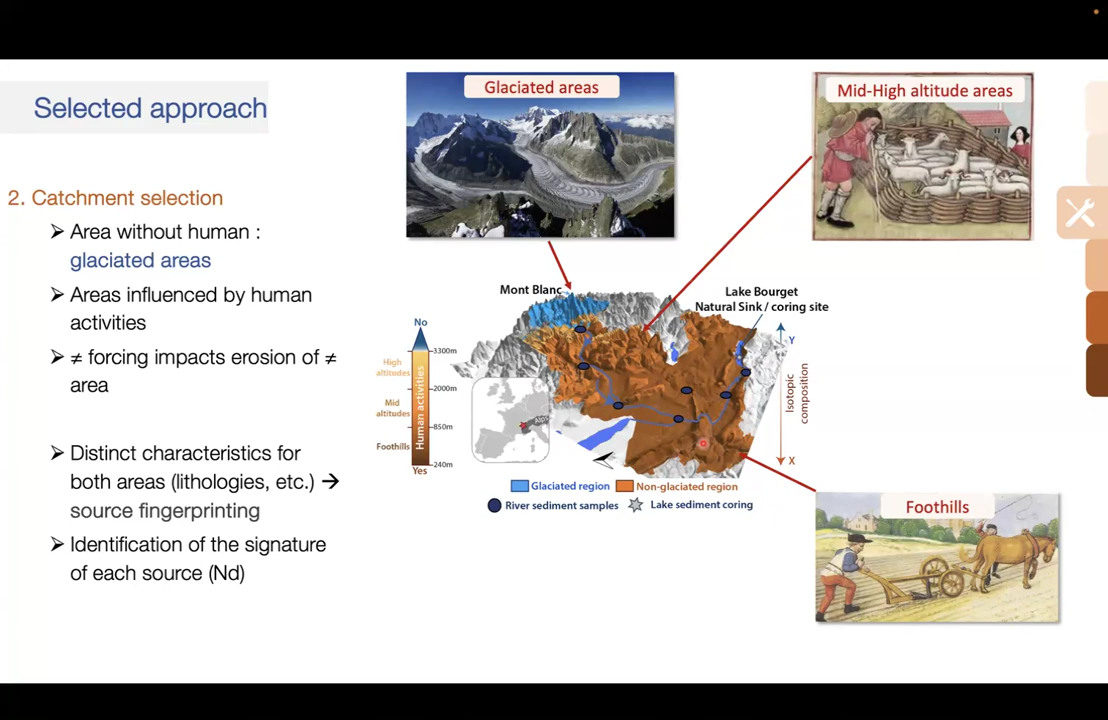 Selected approach
2. Catchment selection
➢ Area without human :
glaciated areas
➢ Areas influenced by human
activities
➢ ≠ forcing impacts erosion of ≠
area
➢ Distinct characteristics for
both areas (lithologies, etc.) →
source fingerprinting
➢ Identification of the signature
of each source (Nd)
Glaciated areas
Mid-High altitude areas
Mont Blanc
Lake Bourget
Natural Sink / coring site
No
3300m
High
altitudes
2000m
Mid
altitudes
850m
Foothills
240m
Yes
Human activities
Alps
Y
Isotopic
composition
X
Glaciated region
Non-glaciated region
River sediment samples
Lake sediment coring
Foothills